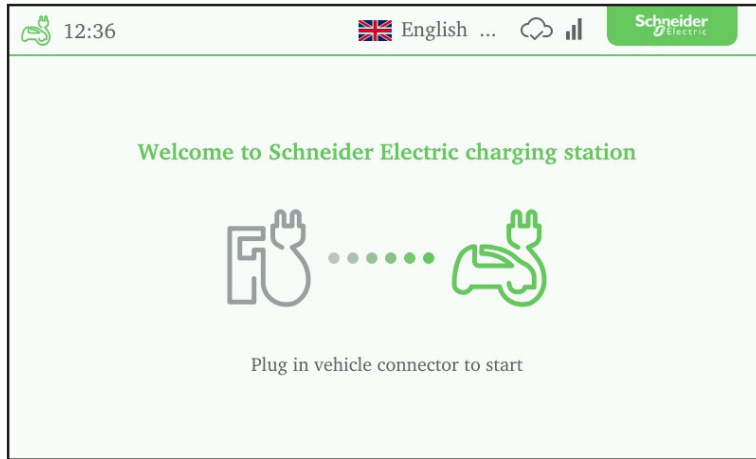 12:36
English ...
Schneider
Electric
Welcome to Schneider Electric charging station
Plug in vehicle connector to start